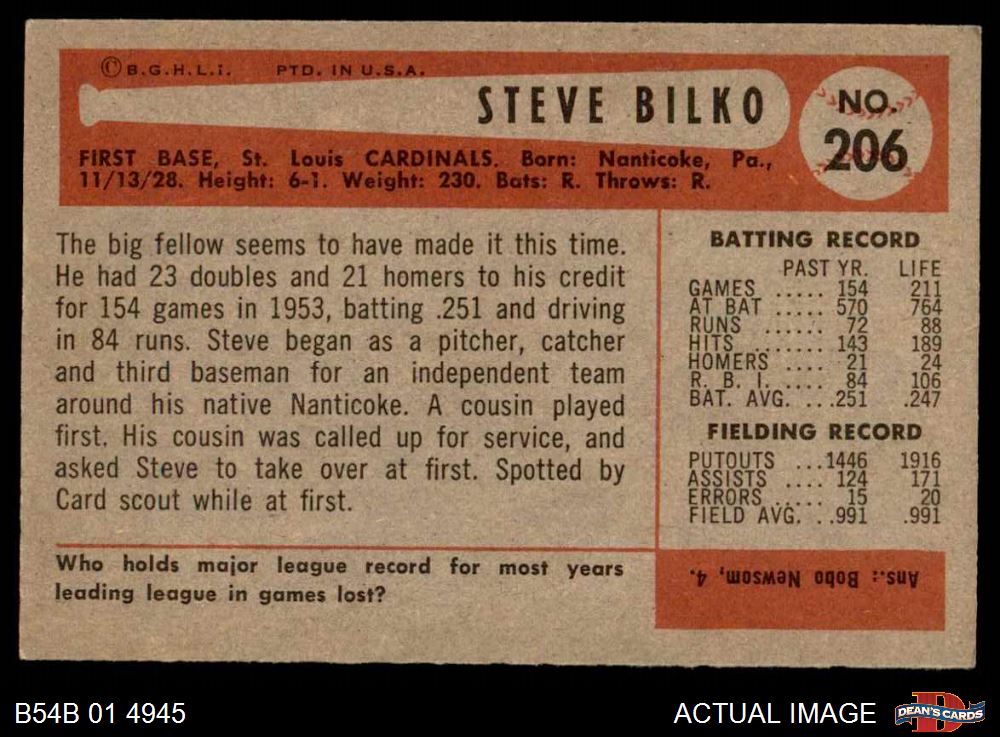 © B.G.H.L.I. PTD. IN U.S.A.
STEVE BILKO
NO.
206
FIRST BASE, St. Louis CARDINALS. Born: Nanticoke, Pa.,
11/13/28. Height: 6-1. Weight: 230. Bats: R. Throws: R.
The big fellow seems to have made it this time.
He had 23 doubles and 21 homers to his credit
for 154 games in 1953, batting .251 and driving
in 84 runs. Steve began as a pitcher, catcher
and third baseman for an independent team
around his native Nanticoke. A cousin played
first. His cousin was called up for service, and
asked Steve to take over at first. Spotted by
Card scout while at first.
BATTING RECORD
PAST YR. LIFE
GAMES ..... 154 211
AT BAT ..... 570 764
RUNS ...... 72 88
HITS ........ 143 189
HOMERS ..... 21 24
R. B. I. .... 84 106
BAT. AVG. ...251 .247
FIELDING RECORD
PUTOUTS ...1446 1916
ASSISTS .... 124 171
ERRORS ..... 15 20
FIELD AVG. ..991 .991
Who holds major league record for most years
leading league in games lost?
Ans.: Bobo Newsom, 4.
B54B 01 4945
ACTUAL IMAGE
DEAN'S CARDS